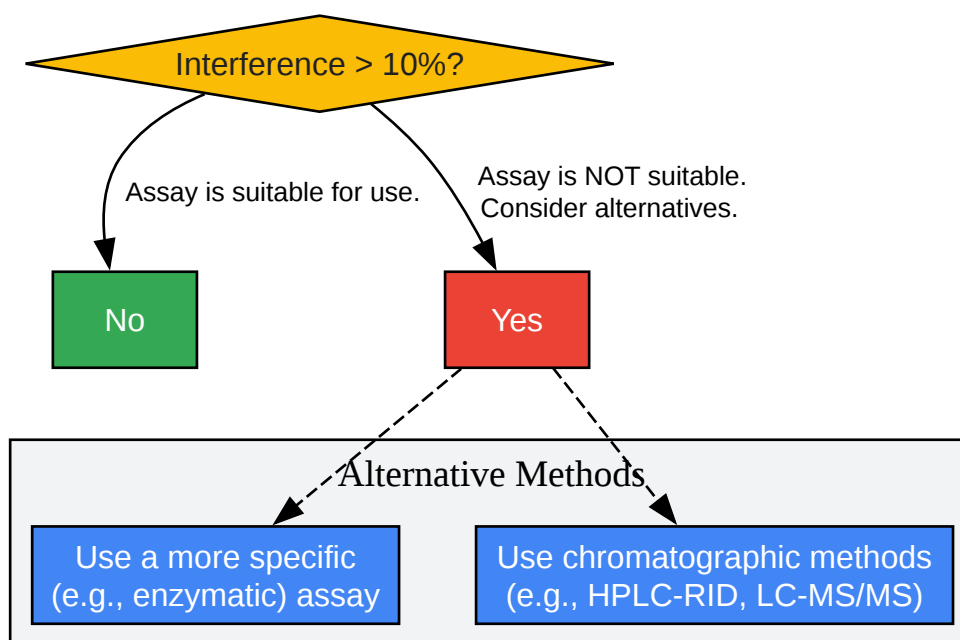 Interference > 10%?
Assay is suitable for use.
Assay is NOT suitable.
Consider alternatives.
No
Yes
Alternative Methods
Use a more specific
(e.g., enzymatic) assay
Use chromatographic methods
(e.g., HPLC-RID, LC-MS/MS)